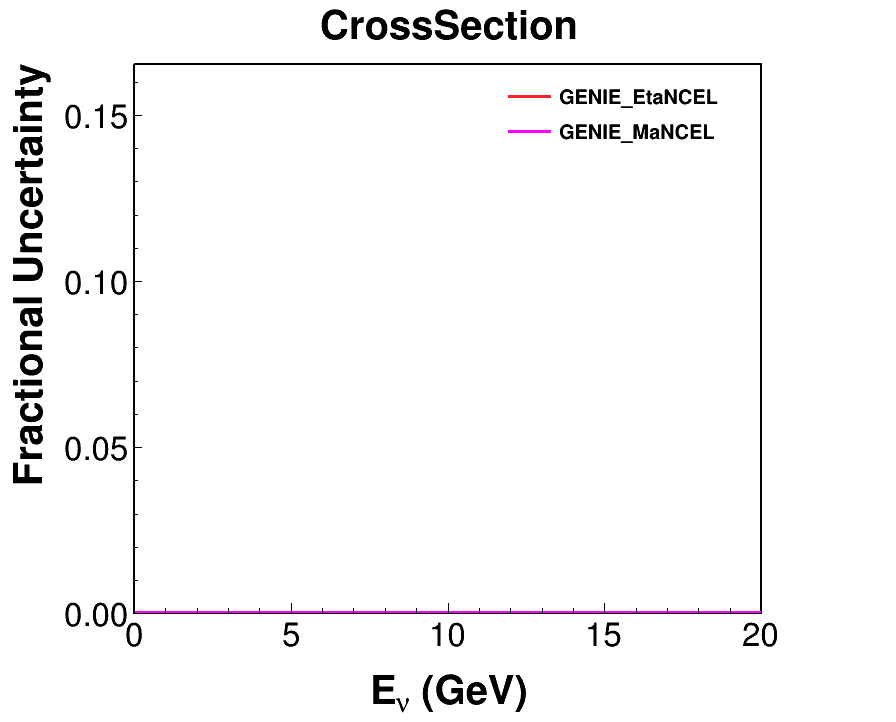 CrossSection
Fractional Uncertainty
GENIE_EtaNCEL
GENIE_MaNCEL
0.15
0.10
0.05
0.00
0 5 10 15 20
Eν (GeV)